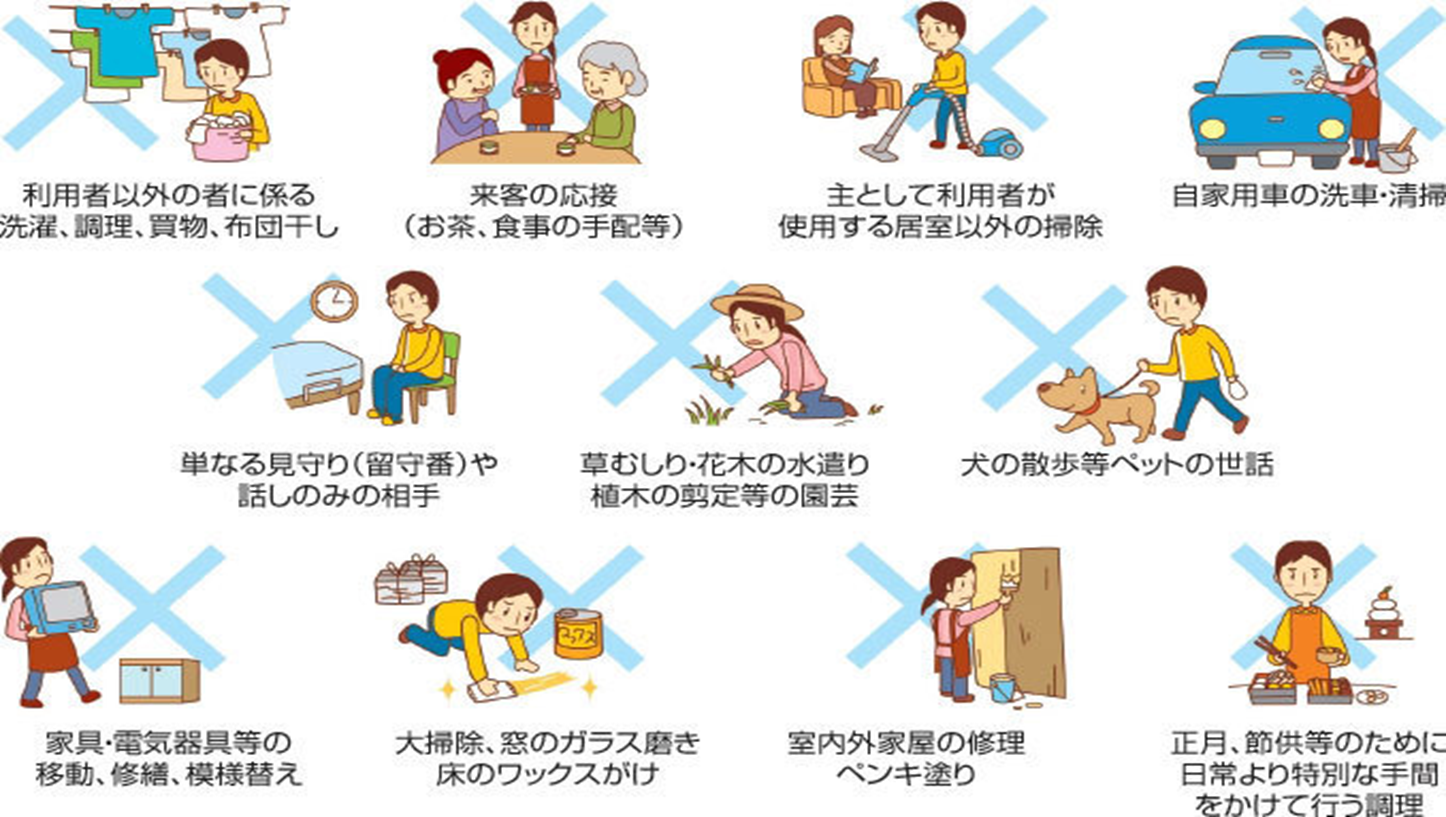 利用者以外の者に係る
洗濯、調理、買物、布団干し
来客の応接
（お茶、食事の手配等）
主として利用者が
使用する居室以外の掃除
自家用車の洗車・清掃
単なる見守り（留守番）や
話しのみの相手
草むしり・花木の水遣り
植木の剪定等の園芸
犬の散歩等ペットの世話
家具・電気器具等の
移動、修繕、模様替え
ワックス
大掃除、窓のガラス磨き
床のワックスがけ
室内外家屋の修理
ペンキ塗り
正月、節供等のために
日常より特別な手間
をかけて行う調理